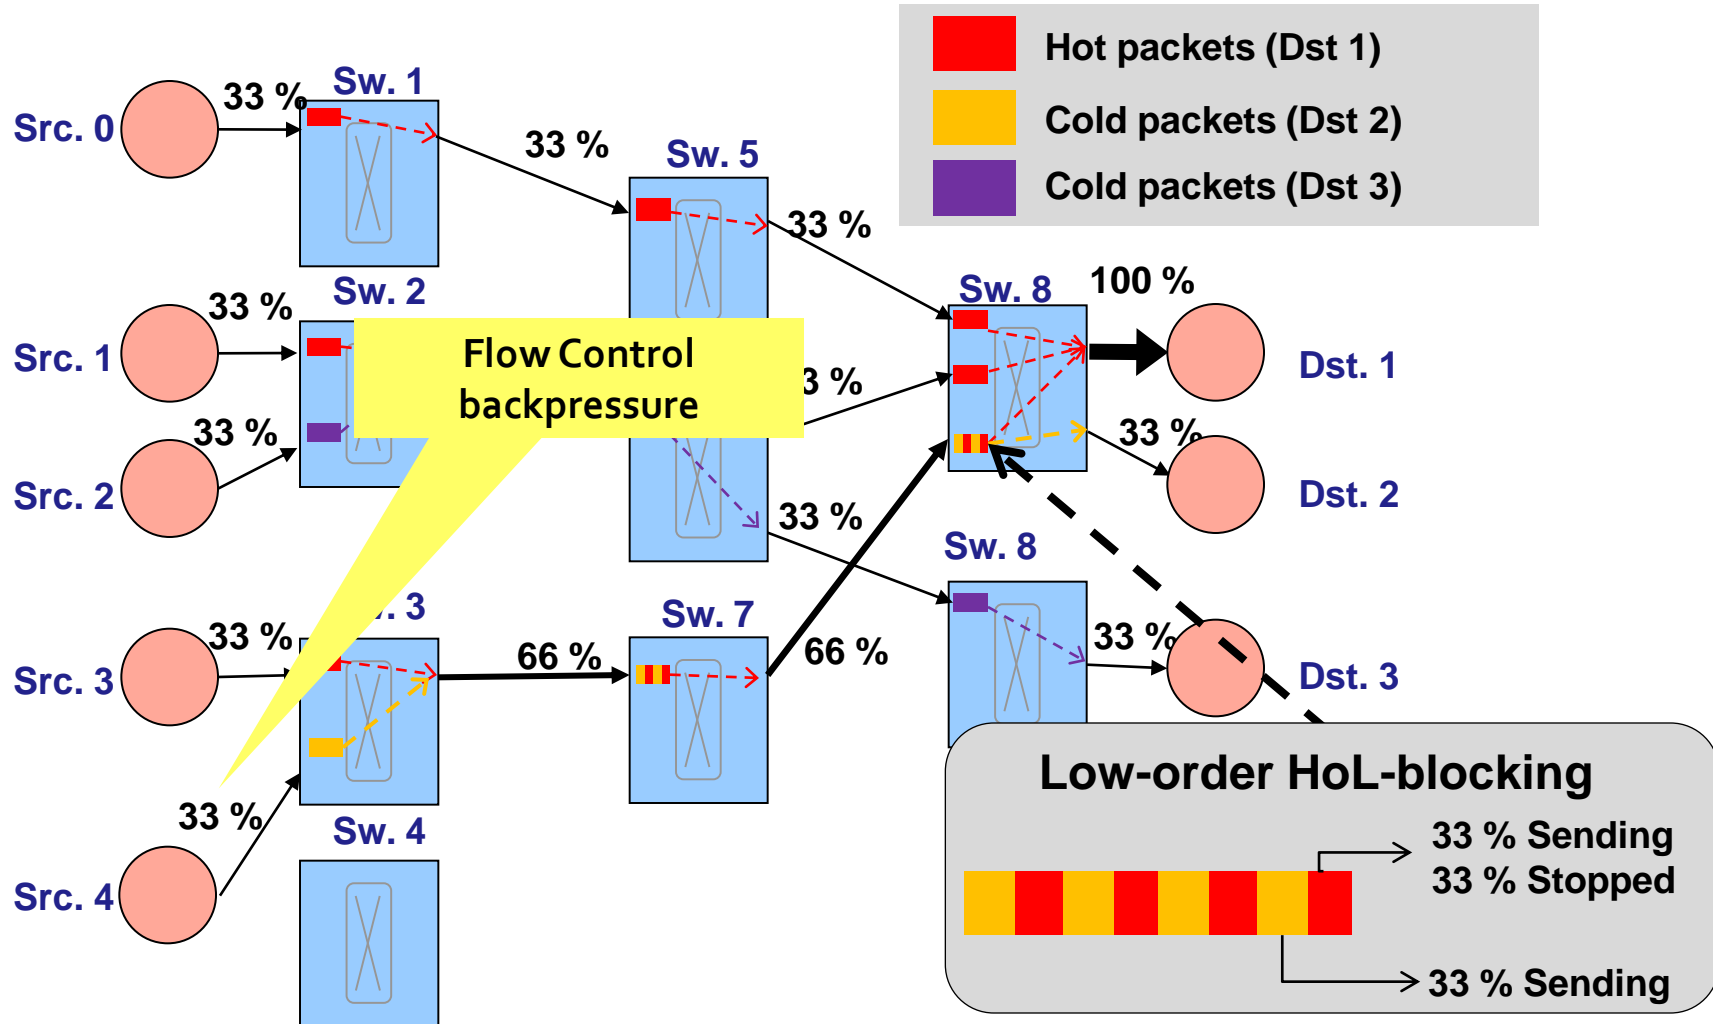 Hot packets (Dst 1)
Cold packets (Dst 2)
Cold packets (Dst 3)
Src. 0
33 %
Sw. 1
33 %
Sw. 5
33 %
Src. 1
33 %
Sw. 2
Src. 2
33 %
Flow Control
backpressure
3 %
Sw. 8
100 %
Dst. 1
33 %
Dst. 2
33 %
Sw. 8
33 %
Dst. 3
Src. 3
33 %
3
66 %
Sw. 7
66 %
Src. 4
33 %
Sw. 4
Low-order HoL-blocking
33 % Sending
33 % Stopped
33 % Sending